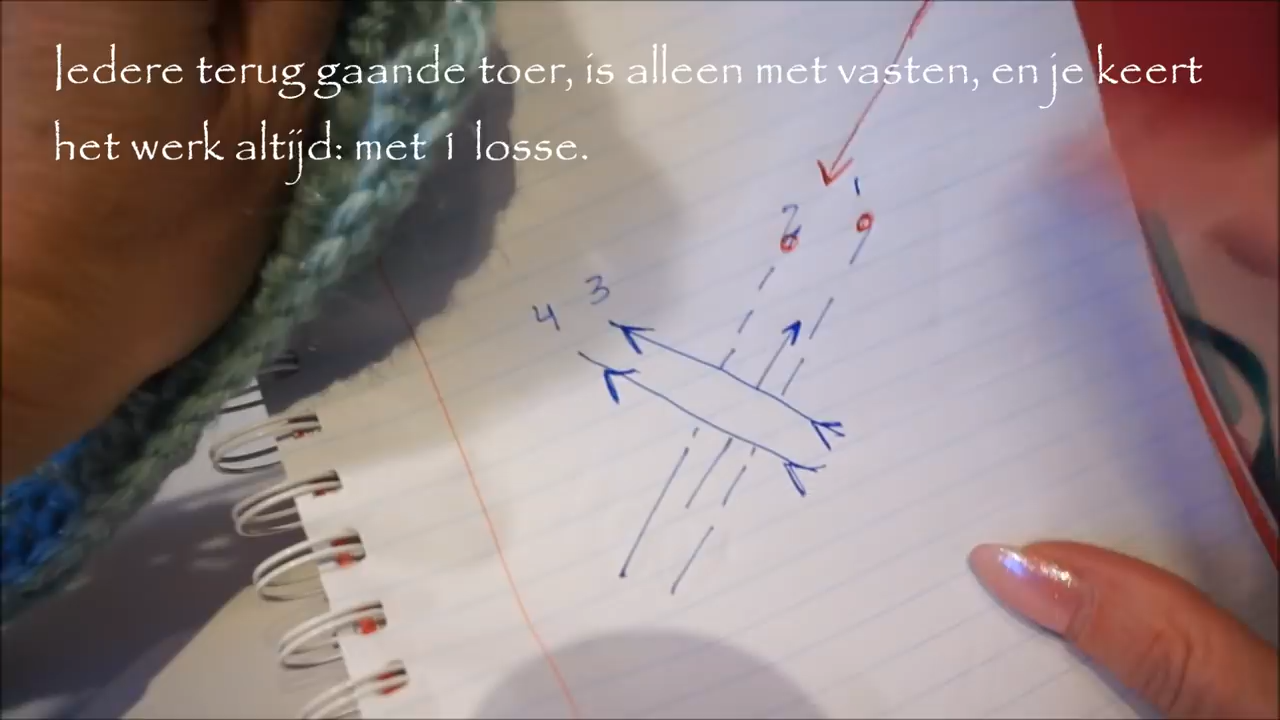 Iedere terug gaande toer, is alleen met vasten, en je keert
het werk altijd: met 1 losse.
1
2
3
4